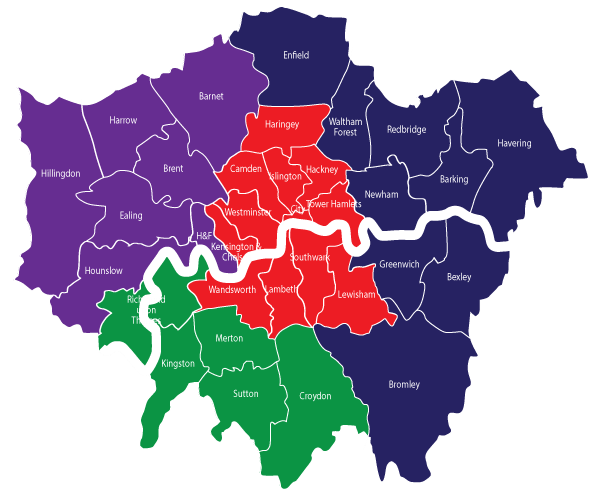 Enfield
Barnet
Harrow
Haringey
Waltham
Forest
Redbridge
Havering
Hillingdon
Brent
Camden
Islington
Hackney
Barking
Newham
Tower Hamlets
City
Westminster
Ealing
H&F
Kensington &
Chels
Southwark
Greenwich
Hounslow
Bexley
Wandsworth
Lambeth
Lewisham
Richmond
upon
Thames
Merton
Kingston
Sutton
Croydon
Bromley